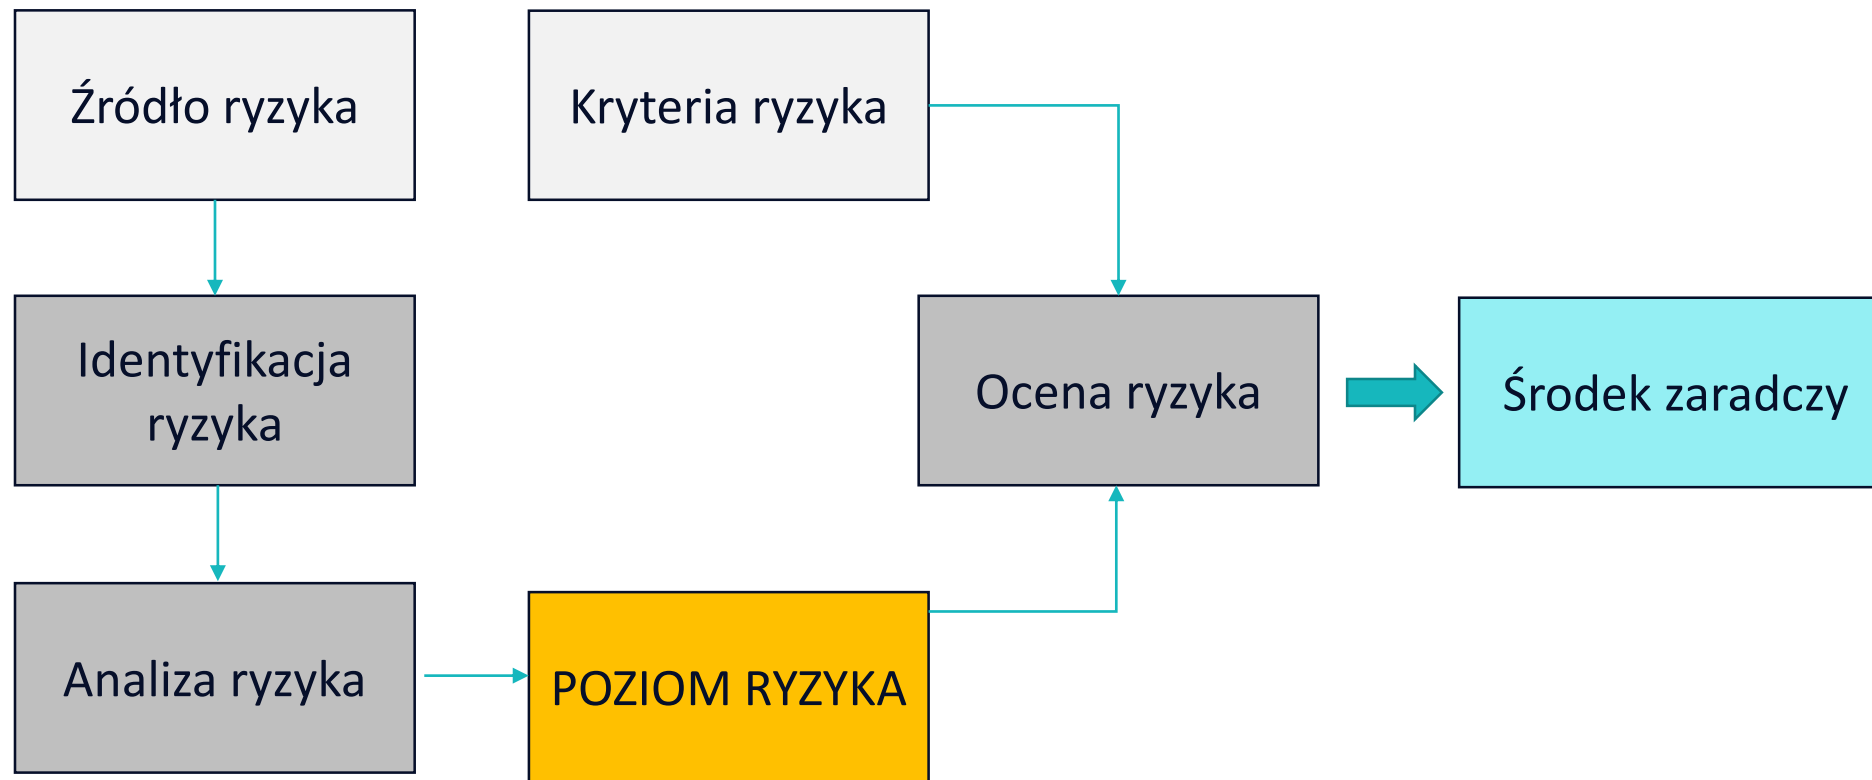 Źródło ryzyka
Kryteria ryzyka
Identyfikacja
ryzyka
Ocena ryzyka
Środek zaradczy
Analiza ryzyka
POZIOM RYZYKA